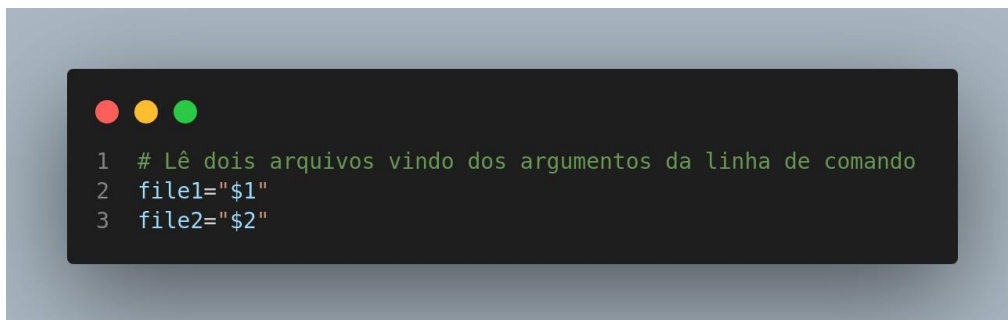 1 # Lê dois arquivos vindo dos argumentos da linha de comando
2 file1="$1"
3 file2="$2"